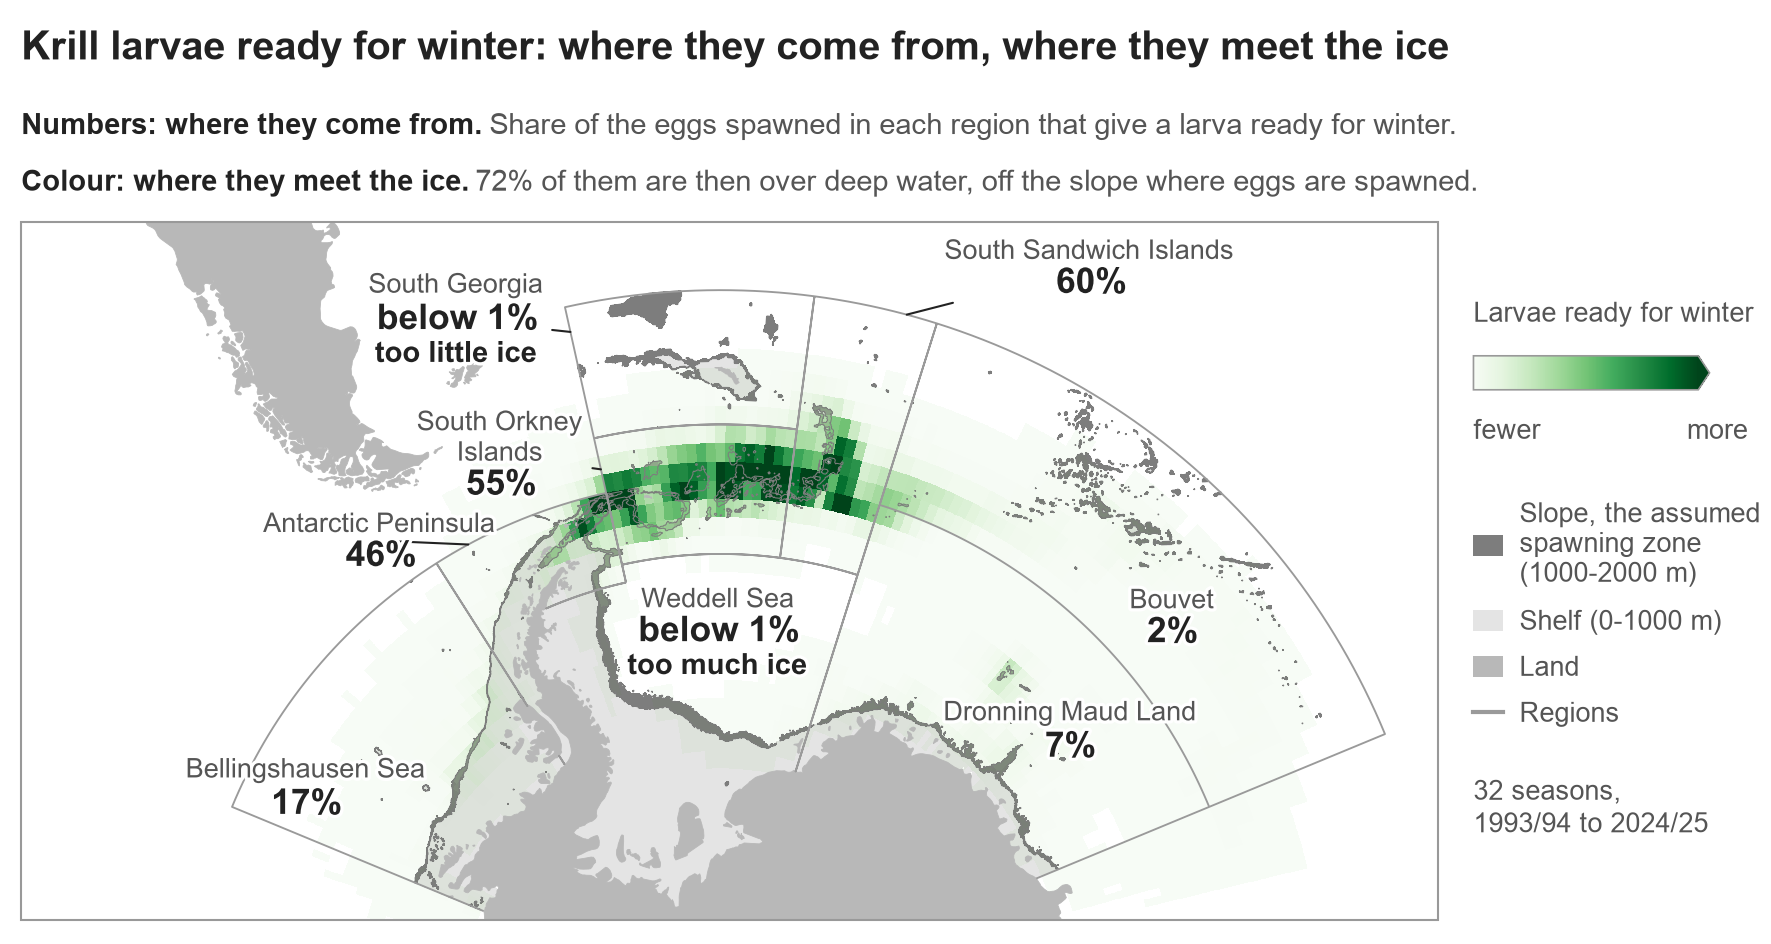 Krill larvae ready for winter: where they come from, where they meet the ice
Numbers: where they come from. Share of the eggs spawned in each region that give a larva ready for winter.
Colour: where they meet the ice. 72% of them are then over deep water, off the slope where eggs are spawned.
South Sandwich Islands
60%
South Georgia
below 1%
too little ice
South Orkney
Islands
55%
Antarctic Peninsula
46%
Weddell Sea
below 1%
too much ice
Bouvet
2%
Dronning Maud Land
7%
Bellingshausen Sea
17%
Larvae ready for winter
fewer more
Slope, the assumed
spawning zone
(1000-2000 m)
Shelf (0-1000 m)
Land
Regions
32 seasons,
1993/94 to 2024/25